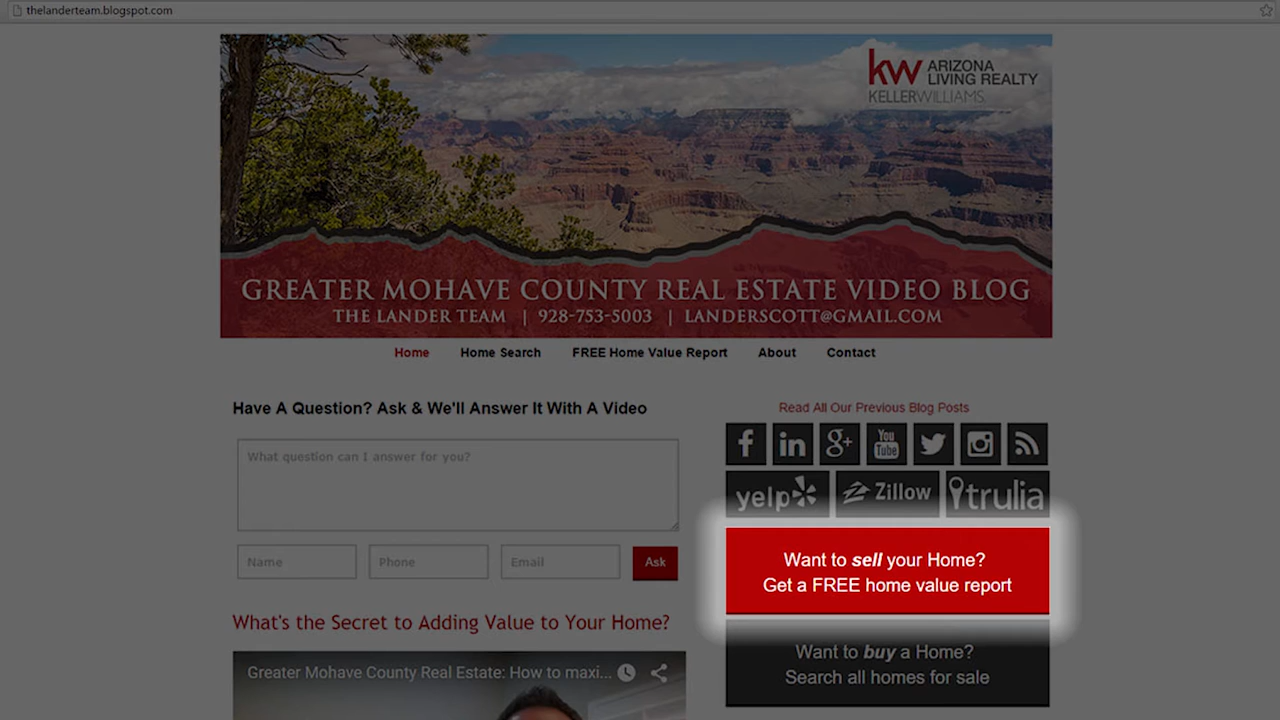 thelanderteam.blogspot.com
kw ARIZONA
LIVING REALTY
KELLERWILLIAMS.
GREATER MOHAVE COUNTY REAL ESTATE VIDEO BLOG
THE LANDER TEAM | 928-753-5003 | LANDERSCOTT@GMAIL.COM
Home Home Search FREE Home Value Report About Contact
Have A Question? Ask & We'll Answer It With A Video
What question can I answer for you?
Name Phone Email Ask
What's the Secret to Adding Value to Your Home?
Greater Mohave County Real Estate: How to maxi...
Read All Our Previous Blog Posts
f in g+ You Tube
yelp Zillow trulia
Want to sell your Home?
Get a FREE home value report
Want to buy a Home?
Search all homes for sale